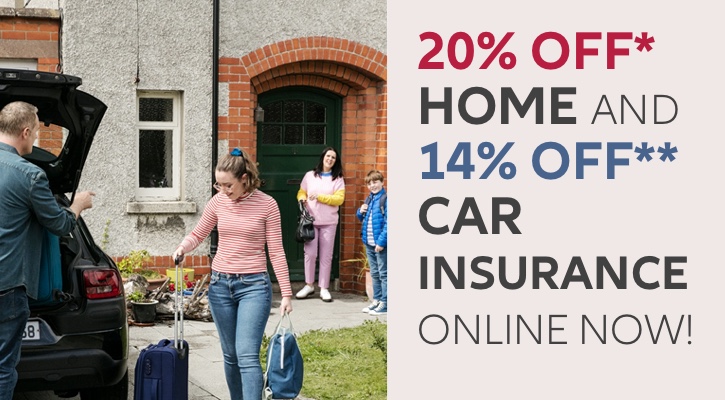 20% OFF*
HOME AND
14% OFF**
CAR
INSURANCE
ONLINE NOW!